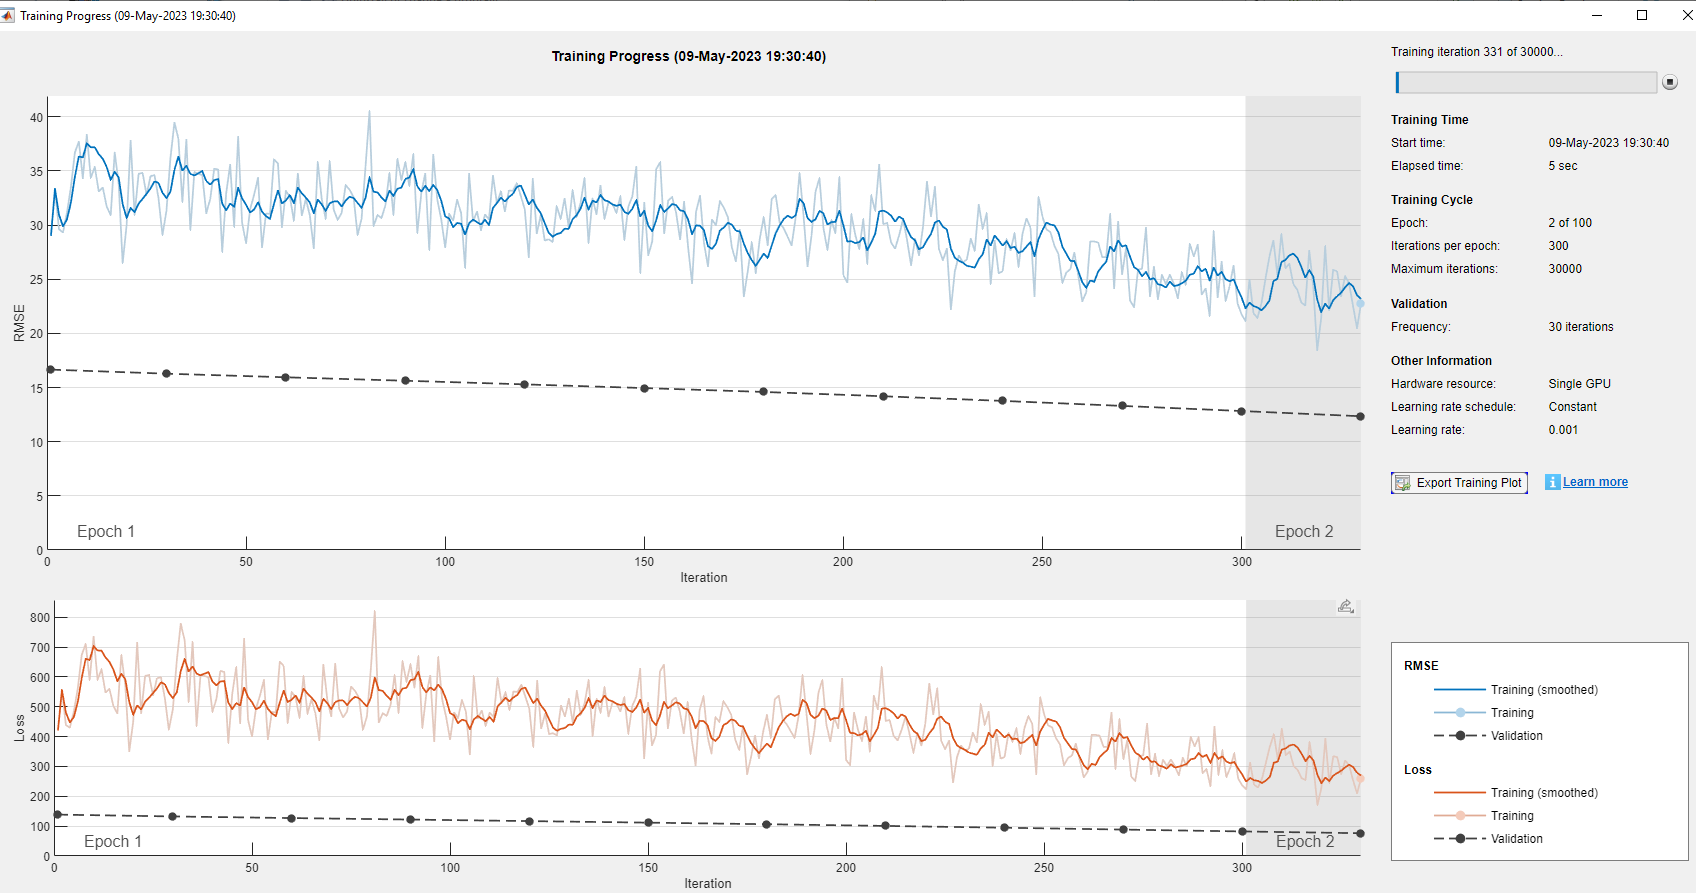 Training Progress (09-May-2023 19:30:40)
Training Progress (09-May-2023 19:30:40)
40
35
30
25
20
15
10
5
0
RMSE
Epoch 1
Epoch 2
0 50 100 150 200 250 300
Iteration
800
700
600
500
400
300
200
100
0
Loss
Epoch 1
Epoch 2
0 50 100 150 200 250 300
Iteration
Training iteration 331 of 30000...
Training Time
Start time: 09-May-2023 19:30:40
Elapsed time: 5 sec
Training Cycle
Epoch: 2 of 100
Iterations per epoch: 300
Maximum iterations: 30000
Validation
Frequency: 30 iterations
Other Information
Hardware resource: Single GPU
Learning rate schedule: Constant
Learning rate: 0.001
Export Training Plot
i Learn more
RMSE
Training (smoothed)
Training
Validation
Loss
Training (smoothed)
Training
Validation